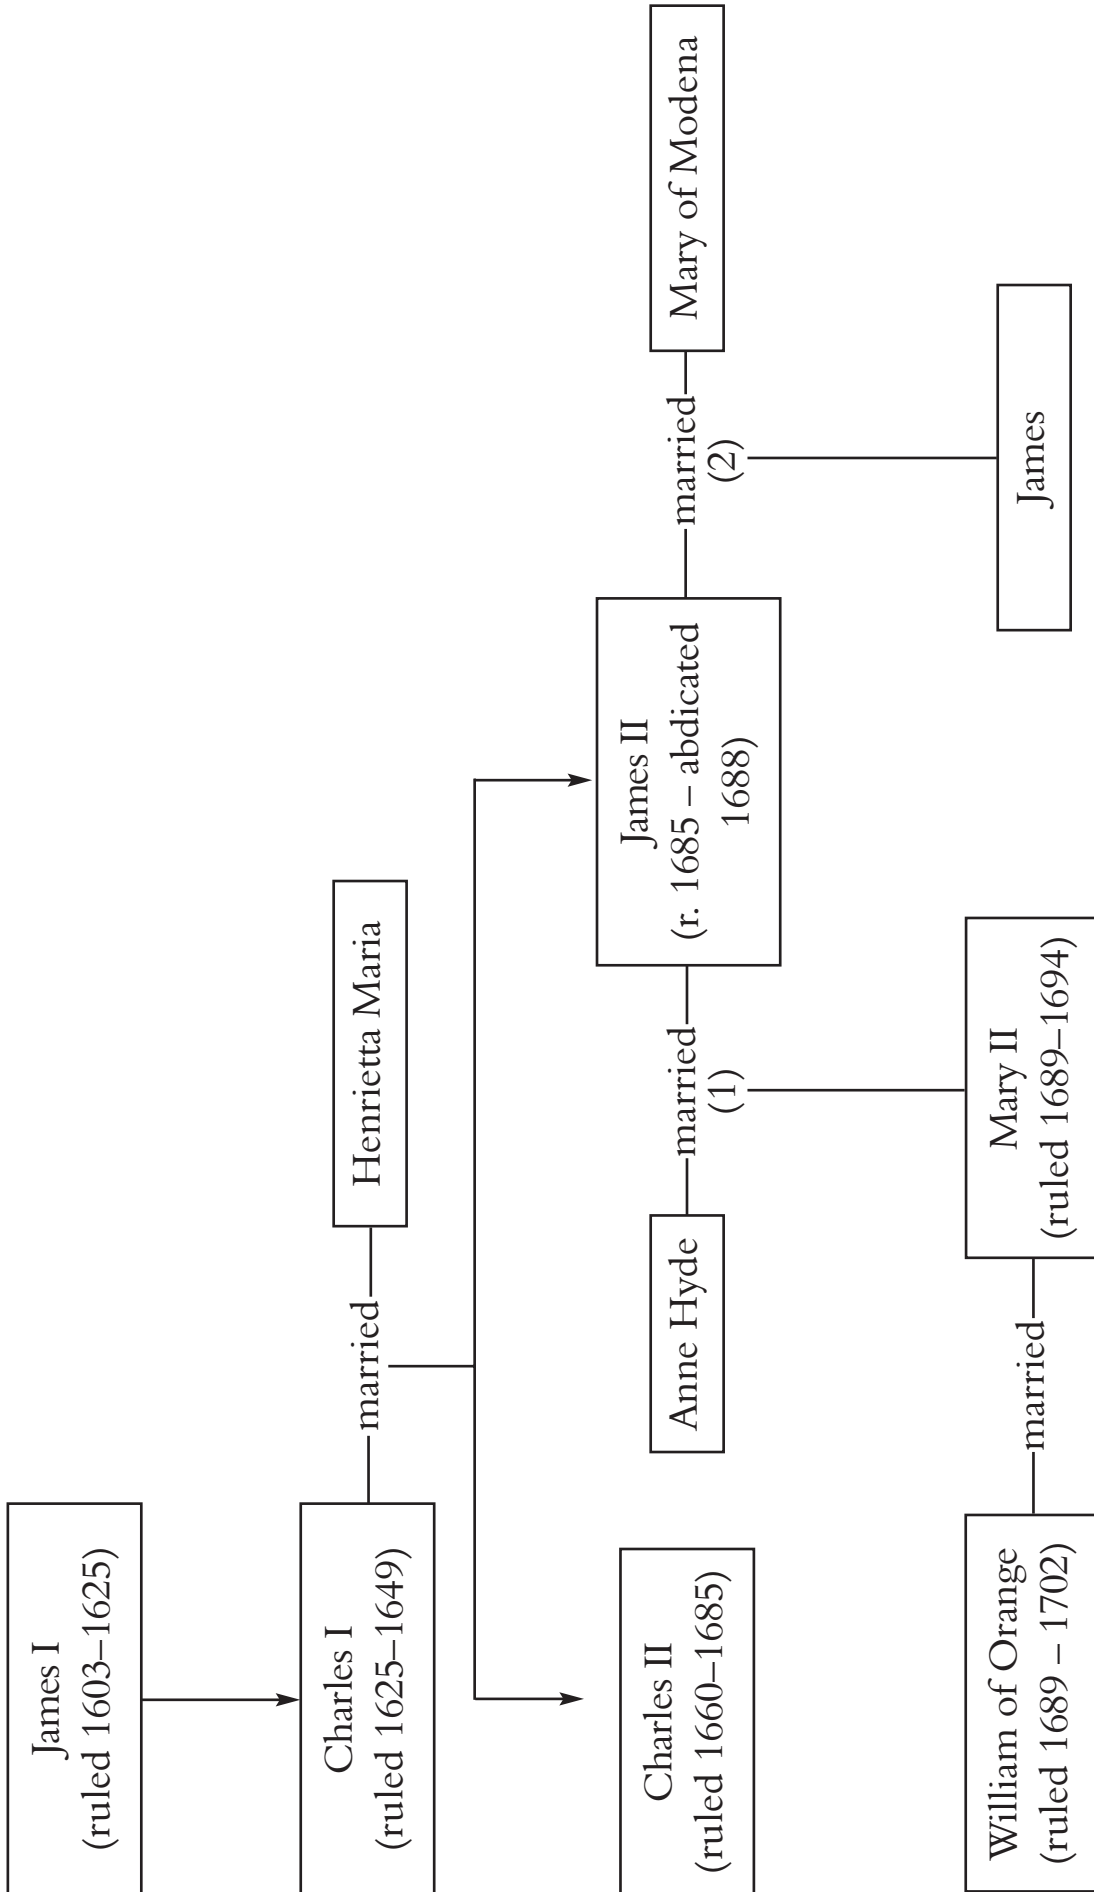 James I
(ruled 1603–1625)
Charles I
(ruled 1625–1649)
married
Henrietta Maria
Charles II
(ruled 1660–1685)
Anne Hyde
married
(1)
James II
(r. 1685 – abdicated
1688)
married
(2)
Mary of Modena
William of Orange
(ruled 1689 – 1702)
married
Mary II
(ruled 1689–1694)
James